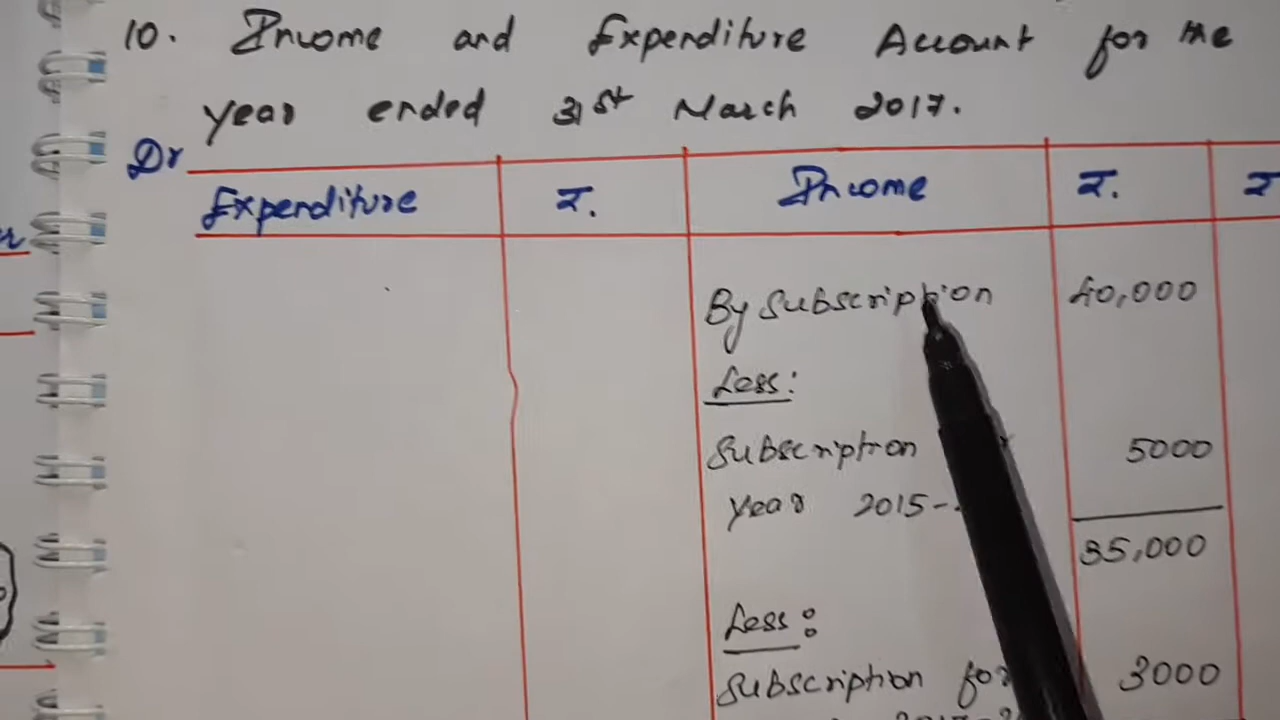 10. Income and Expenditure Account for the
year ended 31st March 2017.
Dr
Expenditure ₹. Income ₹. ₹
By Subscription 40,000
Less:
Subscription 5000
year 2015-
35,000
Less:
Subscription for 3000